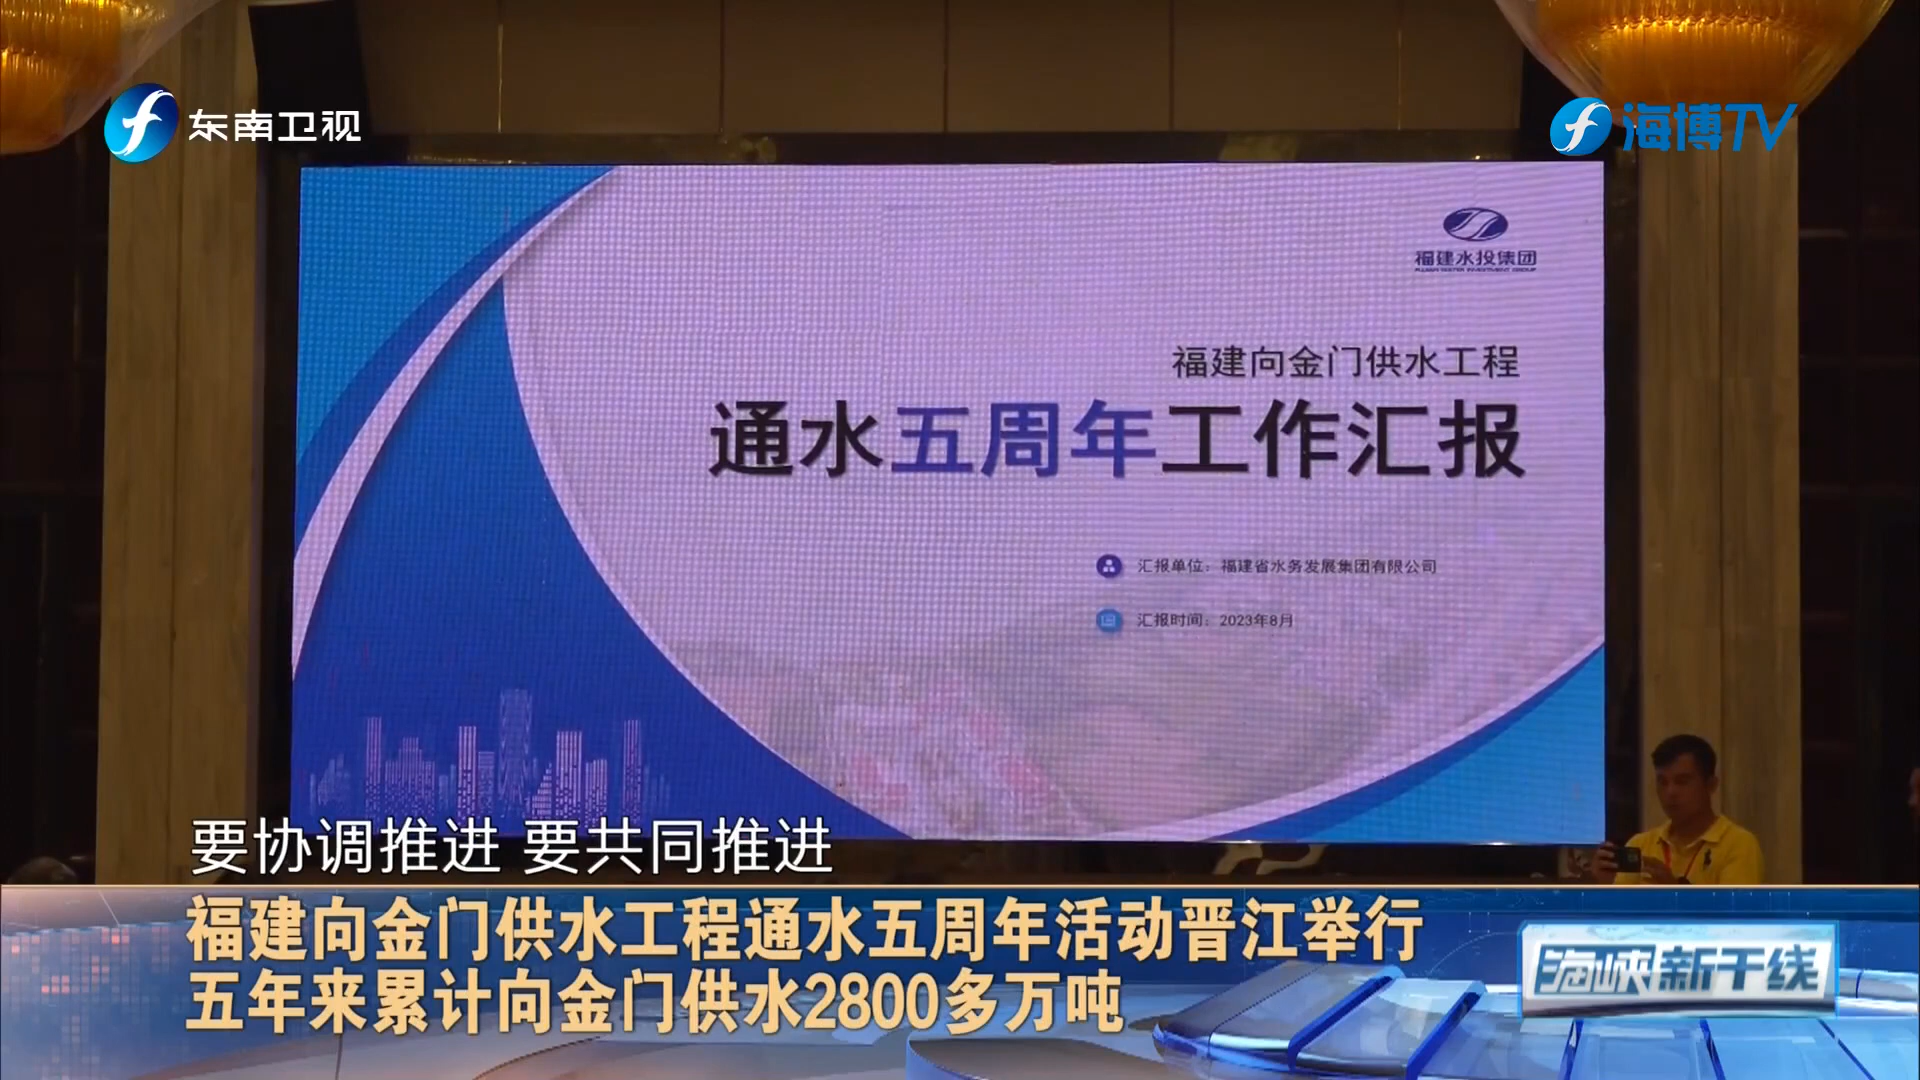 东南卫视
海博TV
福建水投集团
FUJIAN WATER INVESTMENT GROUP
福建向金门供水工程
通水五周年工作汇报
汇报单位：福建省水务发展集团有限公司
汇报时间：2023年8月
要协调推进 要共同推进
福建向金门供水工程通水五周年活动晋江举行
五年来累计向金门供水2800多万吨
海峡新干线